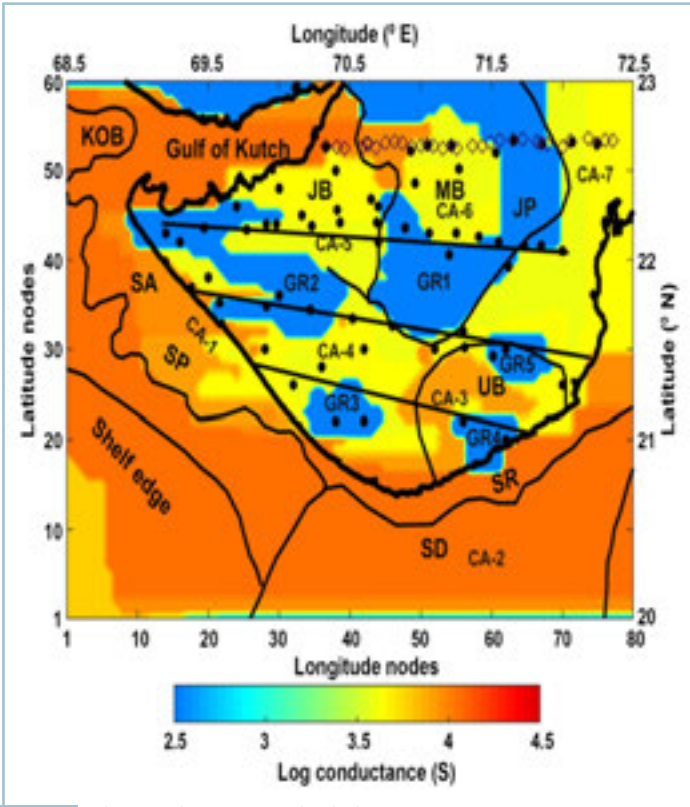 Longitude (° E)
68.5 69.5 70.5 71.5 72.5
60 23
KOB
Gulf of Kutch
50
JB MB CA-7
CA-6 JP
CA-5
40 22
SA GR2 GR1
CA-1
30 SP CA-4 GR5
UB
GR3 CA-3
20 GR4 21
Shelf edge
SR
SD CA-2
10
1 20
Latitude nodes
Latitude (° N)
1 10 20 30 40 50 60 70 80
Longitude nodes
2.5 3 3.5 4 4.5
Log conductance (S)